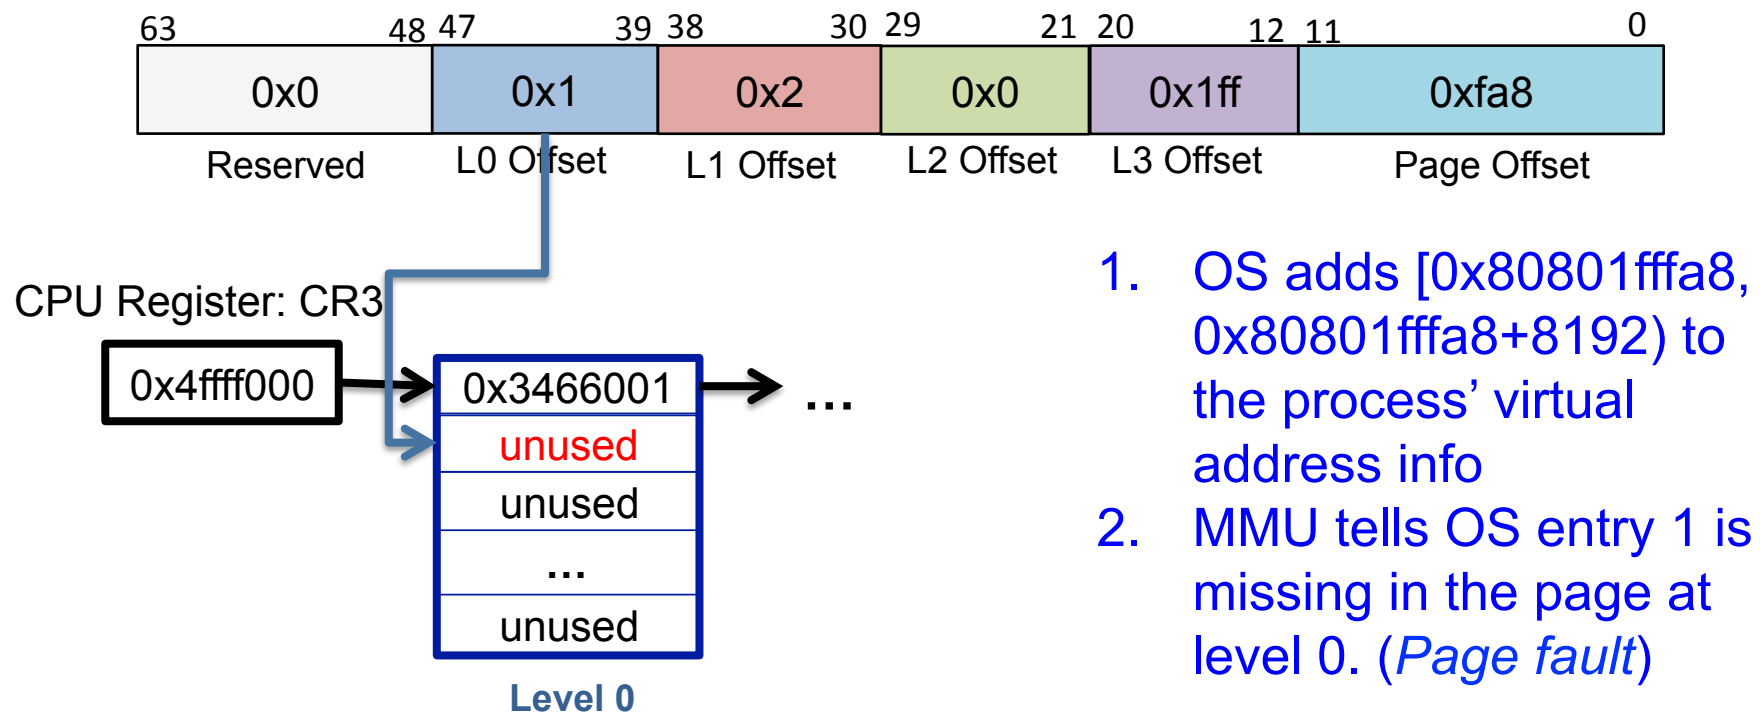 63 48 47 39 38 30 29 21 20 12 11 0
0x0 0x1 0x2 0x0 0x1ff 0xfa8
Reserved L0 Offset L1 Offset L2 Offset L3 Offset Page Offset
CPU Register: CR3
0x4ffff000
0x3466001
...
unused
unused
...
unused
Level 0
1. OS adds [0x80801fffa8,
0x80801fffa8+8192) to
the process’ virtual
address info
2. MMU tells OS entry 1 is
missing in the page at
level 0. (Page fault)